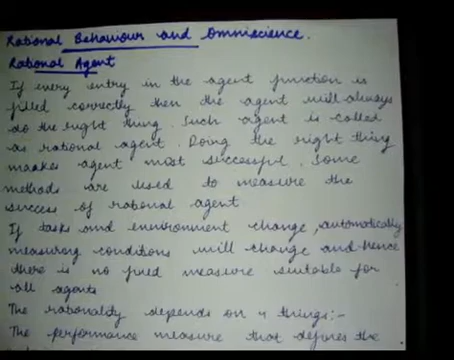 Rational Behaviour and Omniscience.
Rational Agent
If every entry in the agent function is
filled correctly then the agent will always
do the right thing. Such agent is called
as rational agent. Doing the right thing
makes agent most successful. Some
methods are used to measure the
success of rational agent
If tasks and environment change, automatically
measuring conditions will change and hence
there is no fixed measure suitable for
all agents
The rationality depends on 4 things:-
The performance measure that defines the